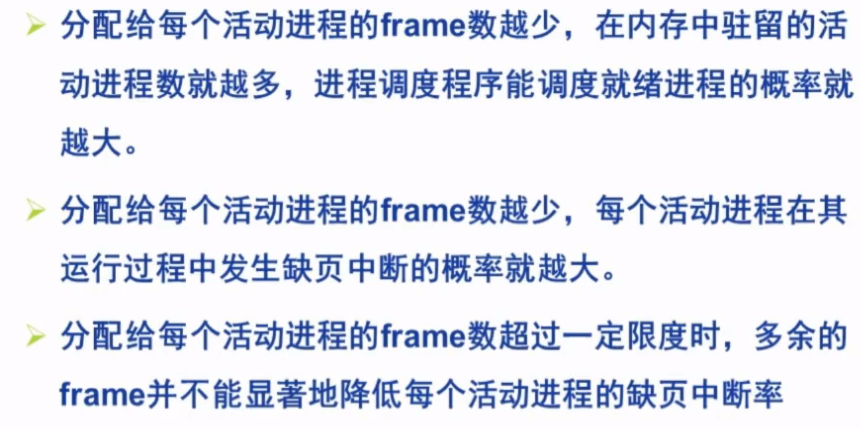 分配给每个活动进程的frame数越少，在内存中驻留的活
动进程数就越多，进程调度程序能调度就绪进程的概率就
越大。
分配给每个活动进程的frame数越少，每个活动进程在其
运行过程中发生缺页中断的概率就越大。
分配给每个活动进程的frame数超过一定限度时，多余的
frame并不能显著地降低每个活动进程的缺页中断率